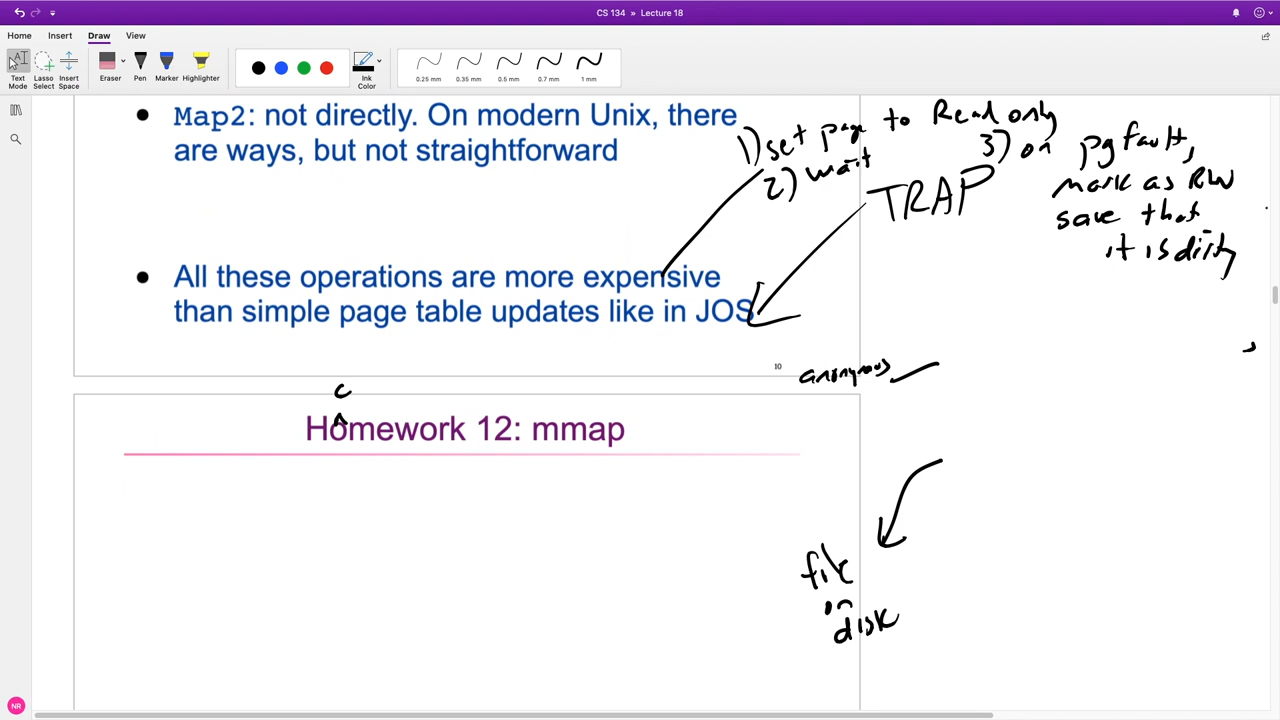 CS 134 » Lecture 18
Home Insert Draw View
Text Mode
Lasso Select
Insert Space
Eraser
Pen
Marker
Highlighter
Ink Color
0.25 mm
0.35 mm
0.5 mm
0.7 mm
1 mm
• Map2: not directly. On modern Unix, there
are ways, but not straightforward
1) set page to Read only
2) wait
3) on pg fault,
mark as RW
save that
it is dirty
TRAP
• All these operations are more expensive
than simple page table updates like in JOS
10
anonymous
c
Homework 12: mmap
file
on
disk
NR